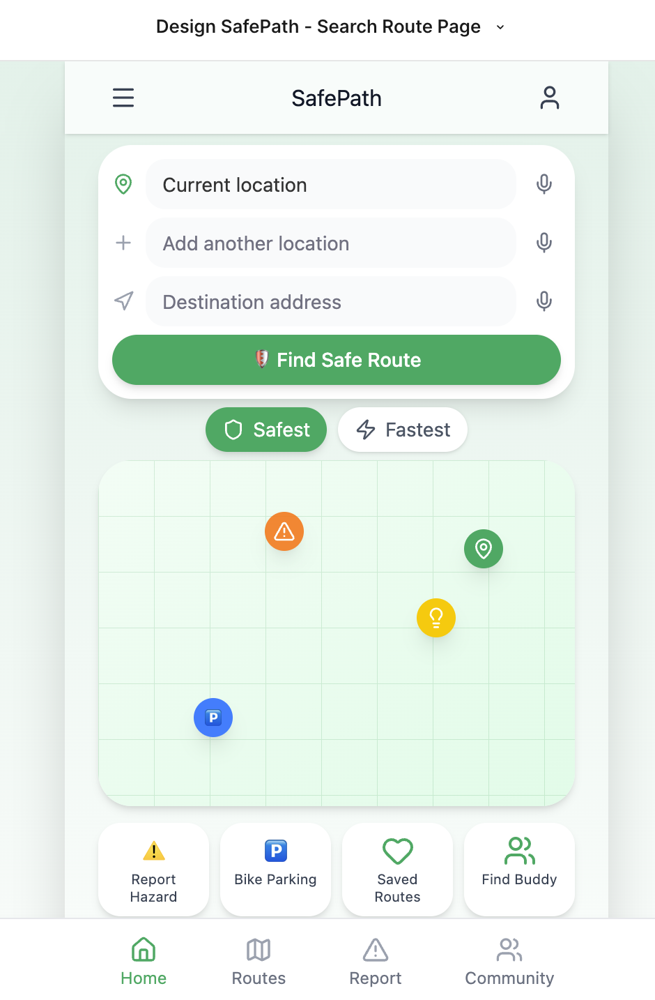 Design SafePath - Search Route Page
SafePath
Current location
Add another location
Destination address
Find Safe Route
Safest
Fastest
P
Report
Hazard
P
Bike Parking
Saved
Routes
Find Buddy
Home
Routes
Report
Community